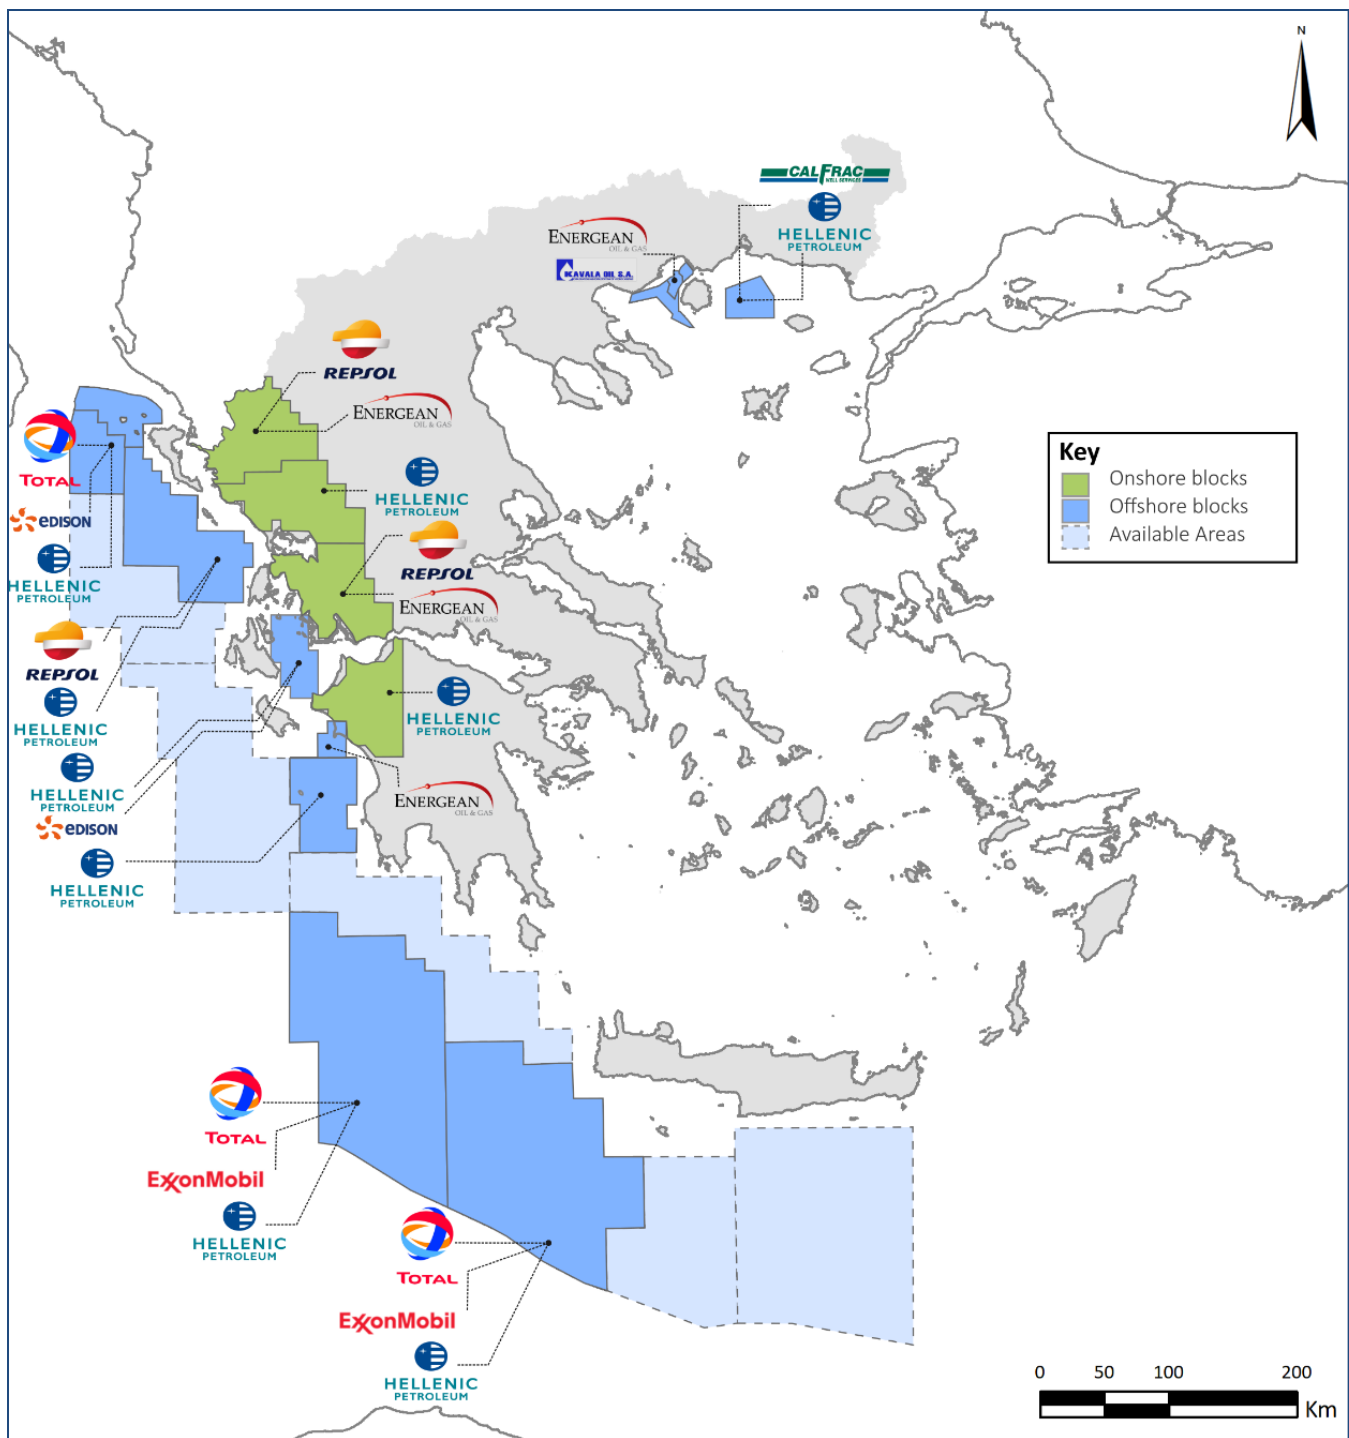 N
CALFRAC
WELL SERVICES
HELLENIC
PETROLEUM
ENERGEAN
OIL & GAS
KAVALA OIL S.A.
REPSOL
ENERGEAN
OIL & GAS
HELLENIC
PETROLEUM
REPSOL
ENERGEAN
OIL & GAS
HELLENIC
PETROLEUM
ENERGEAN
OIL & GAS
TOTAL
EDISON
HELLENIC
PETROLEUM
REPSOL
HELLENIC
PETROLEUM
HELLENIC
PETROLEUM
EDISON
HELLENIC
PETROLEUM
Key
Onshore blocks
Offshore blocks
Available Areas
TOTAL
ExxonMobil
HELLENIC
PETROLEUM
TOTAL
ExxonMobil
HELLENIC
PETROLEUM
0 50 100 200
Km